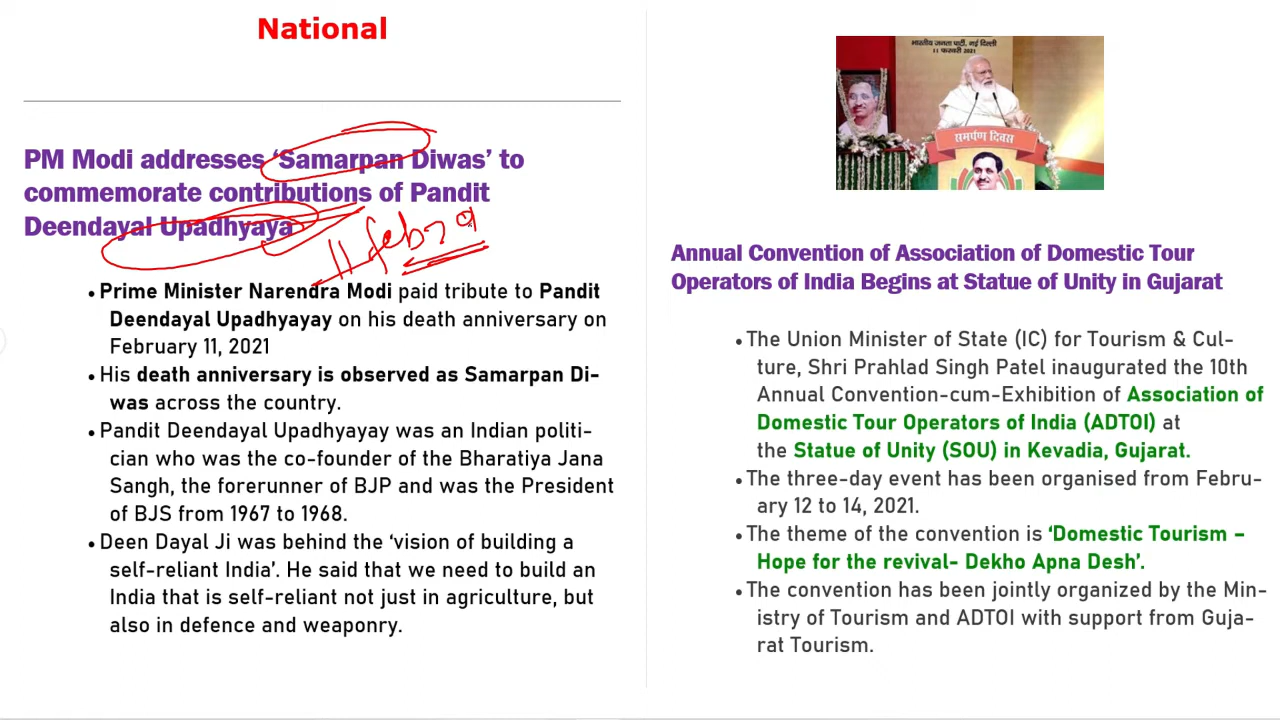 National
PM Modi addresses ‘Samarpan Diwas’ to
commemorate contributions of Pandit
Deendayal Upadhyaya
11 feb
• Prime Minister Narendra Modi paid tribute to Pandit
Deendayal Upadhyayay on his death anniversary on
February 11, 2021
• His death anniversary is observed as Samarpan Di-
was across the country.
• Pandit Deendayal Upadhyayay was an Indian politi-
cian who was the co-founder of the Bharatiya Jana
Sangh, the forerunner of BJP and was the President
of BJS from 1967 to 1968.
• Deen Dayal Ji was behind the ‘vision of building a
self-reliant India’. He said that we need to build an
India that is self-reliant not just in agriculture, but
also in defence and weaponry.
भारतीय जनता पार्टी, नई दिल्ली
11 फरवरी 2021
समर्पण दिवस
Annual Convention of Association of Domestic Tour
Operators of India Begins at Statue of Unity in Gujarat
• The Union Minister of State (IC) for Tourism & Cul-
ture, Shri Prahlad Singh Patel inaugurated the 10th
Annual Convention-cum-Exhibition of Association of
Domestic Tour Operators of India (ADTOI) at
the Statue of Unity (SOU) in Kevadia, Gujarat.
• The three-day event has been organised from Febru-
ary 12 to 14, 2021.
• The theme of the convention is ‘Domestic Tourism –
Hope for the revival- Dekho Apna Desh’.
• The convention has been jointly organized by the Min-
istry of Tourism and ADTOI with support from Guja-
rat Tourism.